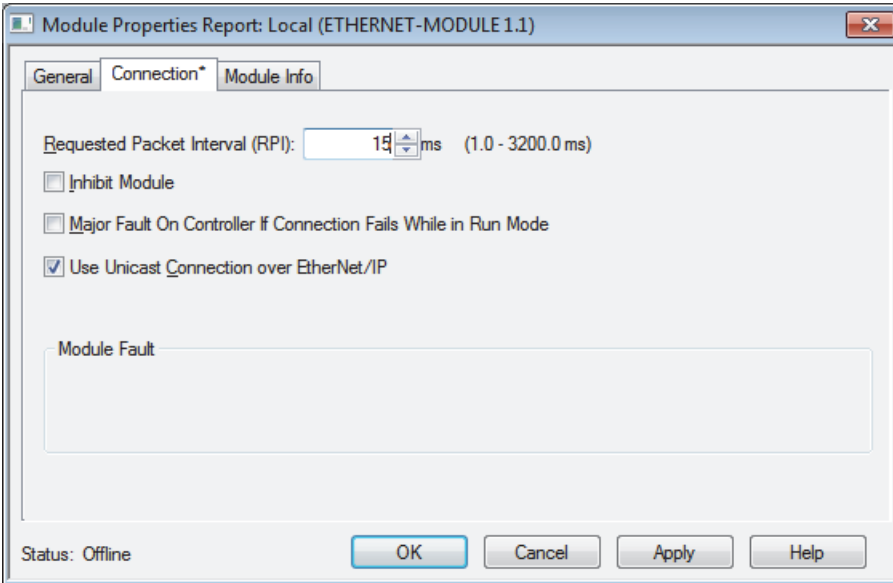 Module Properties Report: Local (ETHERNET-MODULE 1.1)
General Connection* Module Info
Requested Packet Interval (RPI): 15 ms (1.0 - 3200.0 ms)
Inhibit Module
Major Fault On Controller If Connection Fails While in Run Mode
Use Unicast Connection over EtherNet/IP
Module Fault
Status: Offline OK Cancel Apply Help